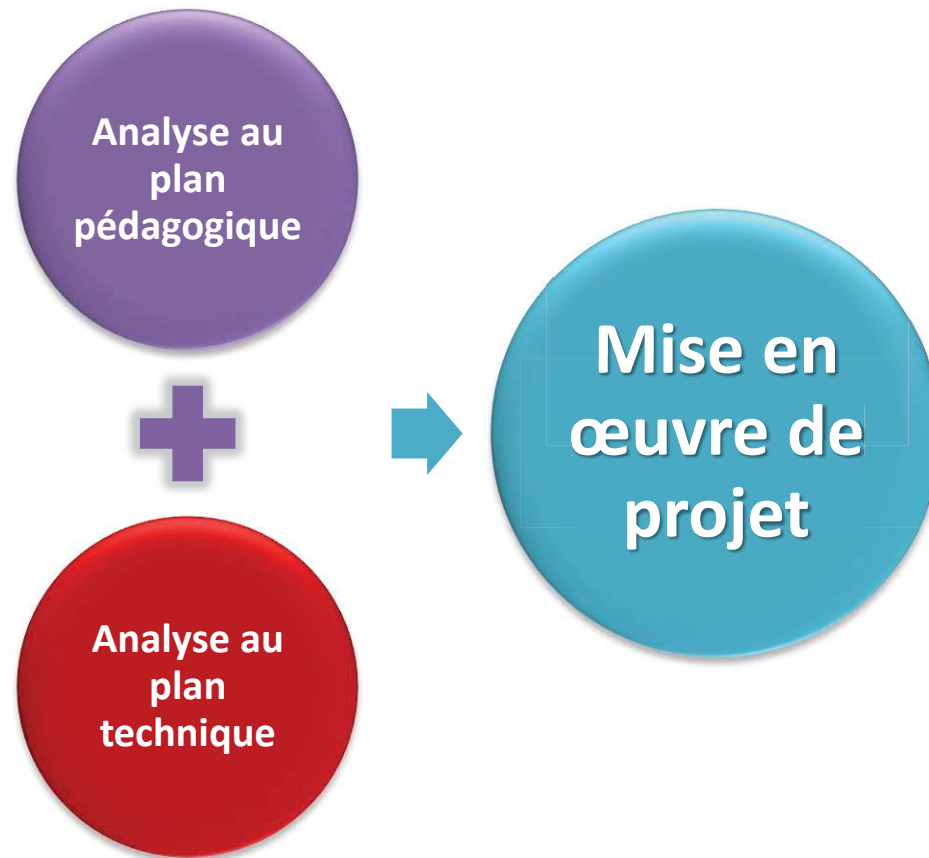 Analyse au
plan
pédagogique
Analyse au
plan
technique
Mise en
œuvre de
projet